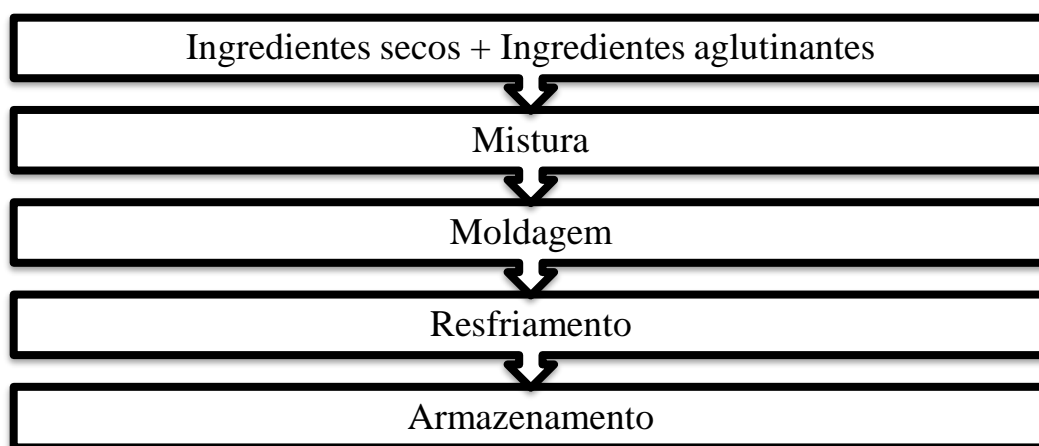 Ingredientes secos + Ingredientes aglutinantes
Mistura
Moldagem
Resfriamento
Armazenamento